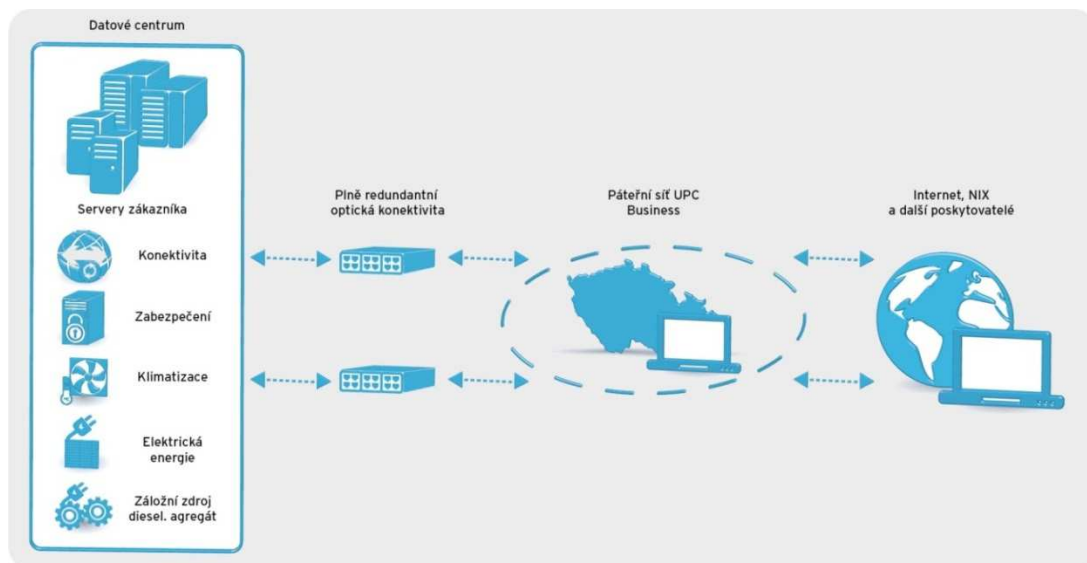 Datové centrum
Servery zákazníka
Konektivita
Zabezpečení
Klimatizace
Elektrická
energie
Záložní zdroj
diesel. agregát
Plně redundantní
optická konektivita
Páteřní síť UPC
Business
Internet, NIX
a další poskytovatelé